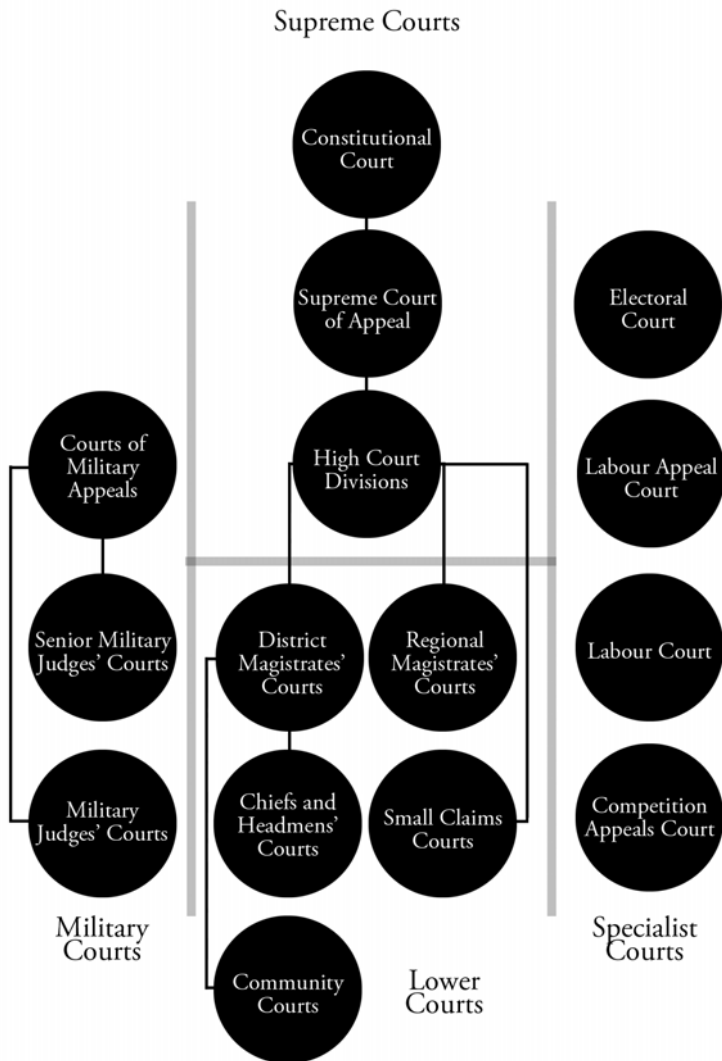 Supreme Courts
Constitutional
Court
Supreme Court
of Appeal
Electoral
Court
Courts of
Military
Appeals
High Court
Divisions
Labour Appeal
Court
Senior Military
Judges’ Courts
District
Magistrates’
Courts
Regional
Magistrates’
Courts
Labour Court
Military
Judges’ Courts
Chiefs and
Headmens’
Courts
Small Claims
Courts
Competition
Appeals Court
Military
Courts
Community
Courts
Lower
Courts
Specialist
Courts